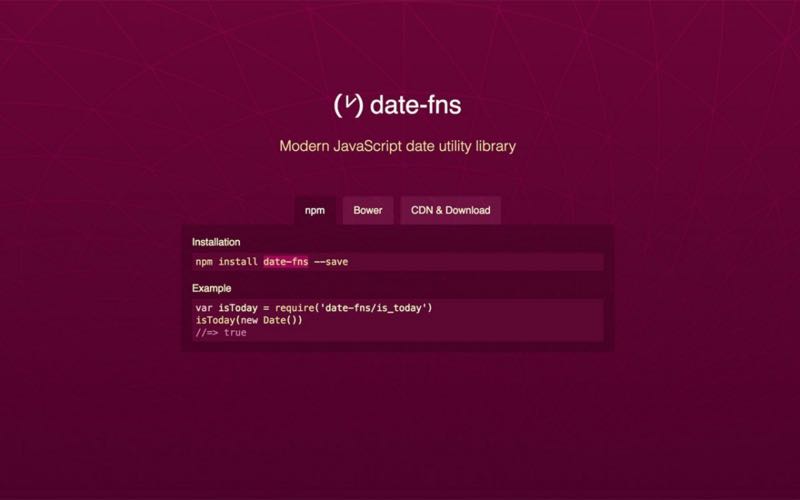 date-fns
Modern JavaScript date utility library
npm
Bower
CDN & Download
Installation
npm install date-fns --save
Example
var isToday = require('date-fns/is_today')
isToday(new Date())
//=> true